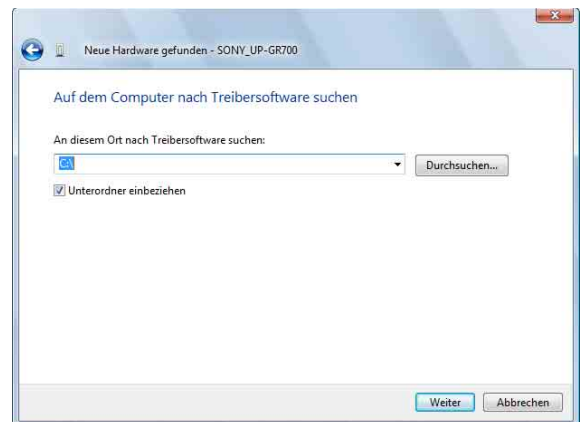 Neue Hardware gefunden - SONY_UP-GR700
Auf dem Computer nach Treibersoftware suchen
An diesem Ort nach Treibersoftware suchen:
C:\
Durchsuchen...
Unterordner einbeziehen
Weiter
Abbrechen